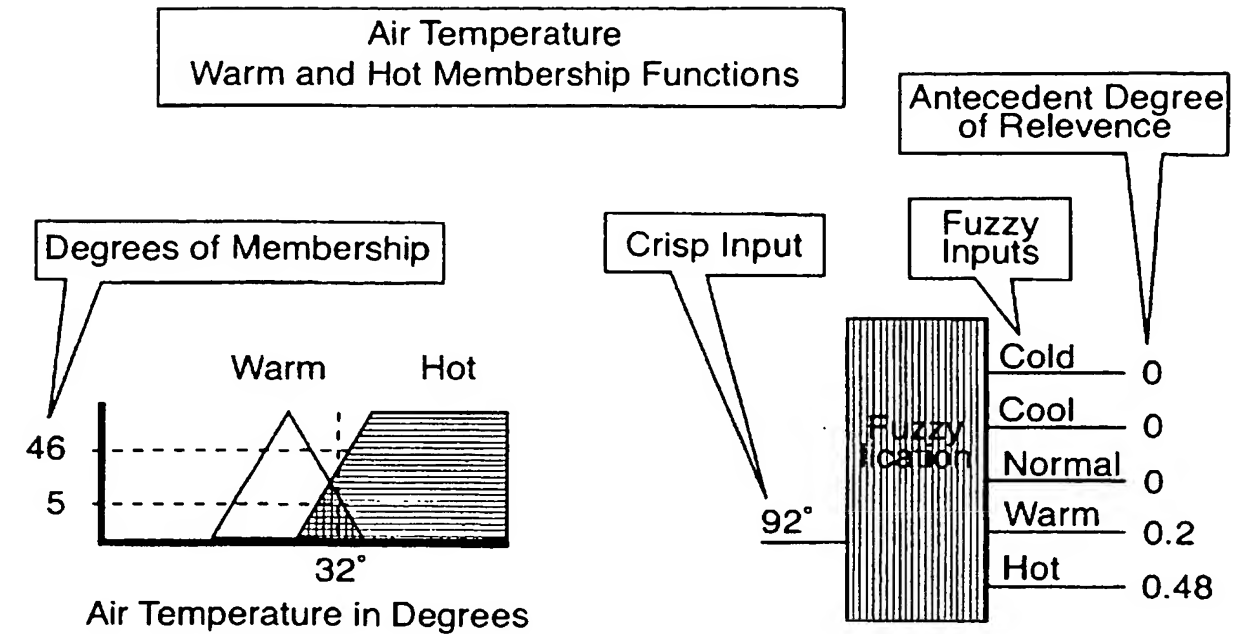 Air Temperature
Warm and Hot Membership Functions
Antecedent Degree
of Relevence
Degrees of Membership
Crisp Input
Fuzzy
Inputs
Warm
Hot
46
5
32°
Air Temperature in Degrees
92°
Fuzzy
fication
Cold
0
Cool
0
Normal
0
Warm
0.2
Hot
0.48